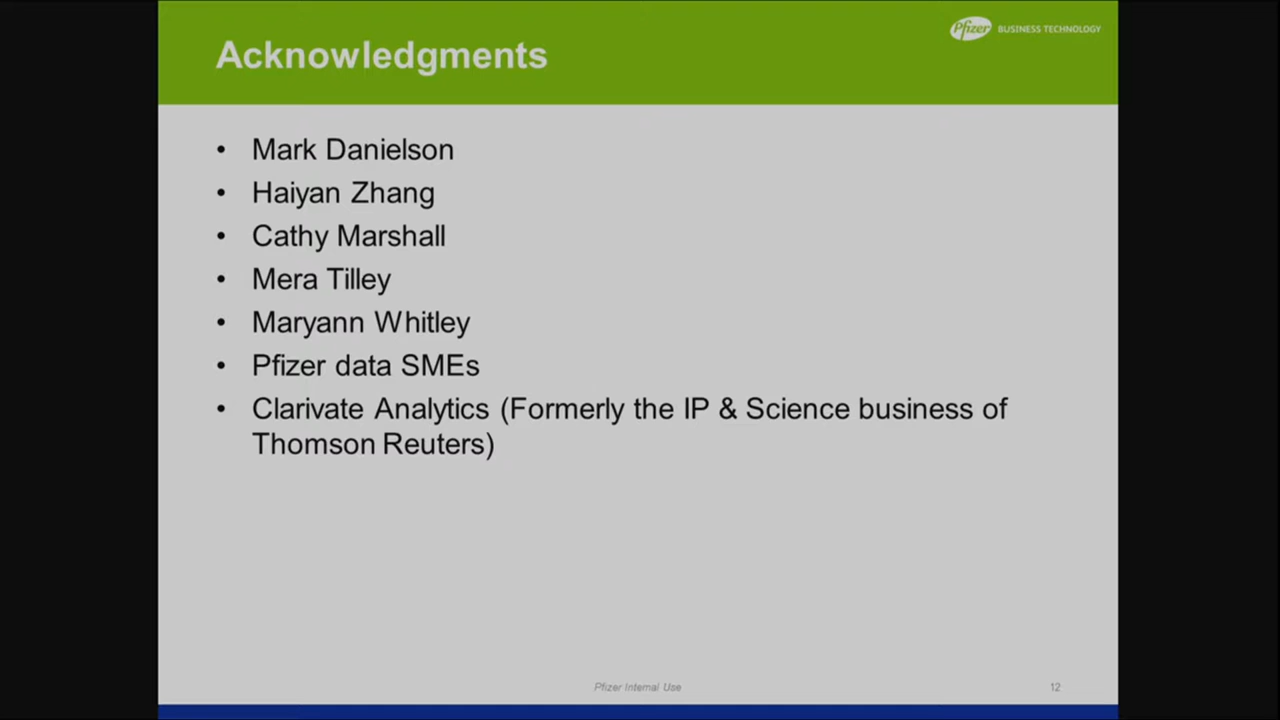 Pfizer BUSINESS TECHNOLOGY
Acknowledgments
• Mark Danielson
• Haiyan Zhang
• Cathy Marshall
• Mera Tilley
• Maryann Whitley
• Pfizer data SMEs
• Clarivate Analytics (Formerly the IP & Science business of
Thomson Reuters)
Pfizer Internal Use
12